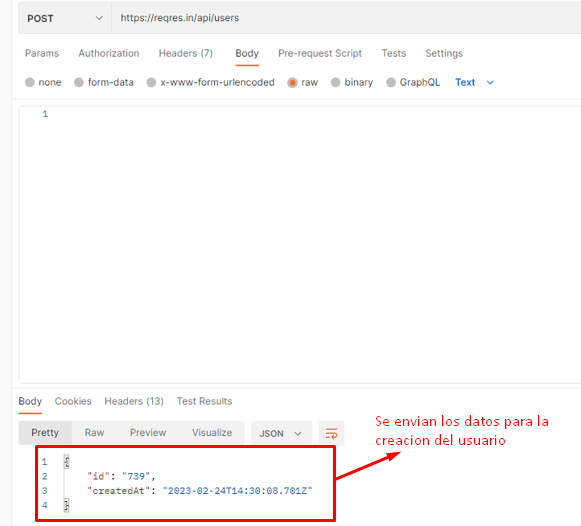 POST https://reqres.in/api/users
Params Authorization Headers (7) Body Pre-request Script Tests Settings
none form-data x-www-form-urlencoded raw binary GraphQL Text
1
Body Cookies Headers (13) Test Results
Pretty Raw Preview Visualize JSON
Se envian los datos para la
creacion del usuario
1 {
2 "id": "739",
3 "createdAt": "2023-02-24T14:30:08.701Z"
4 }